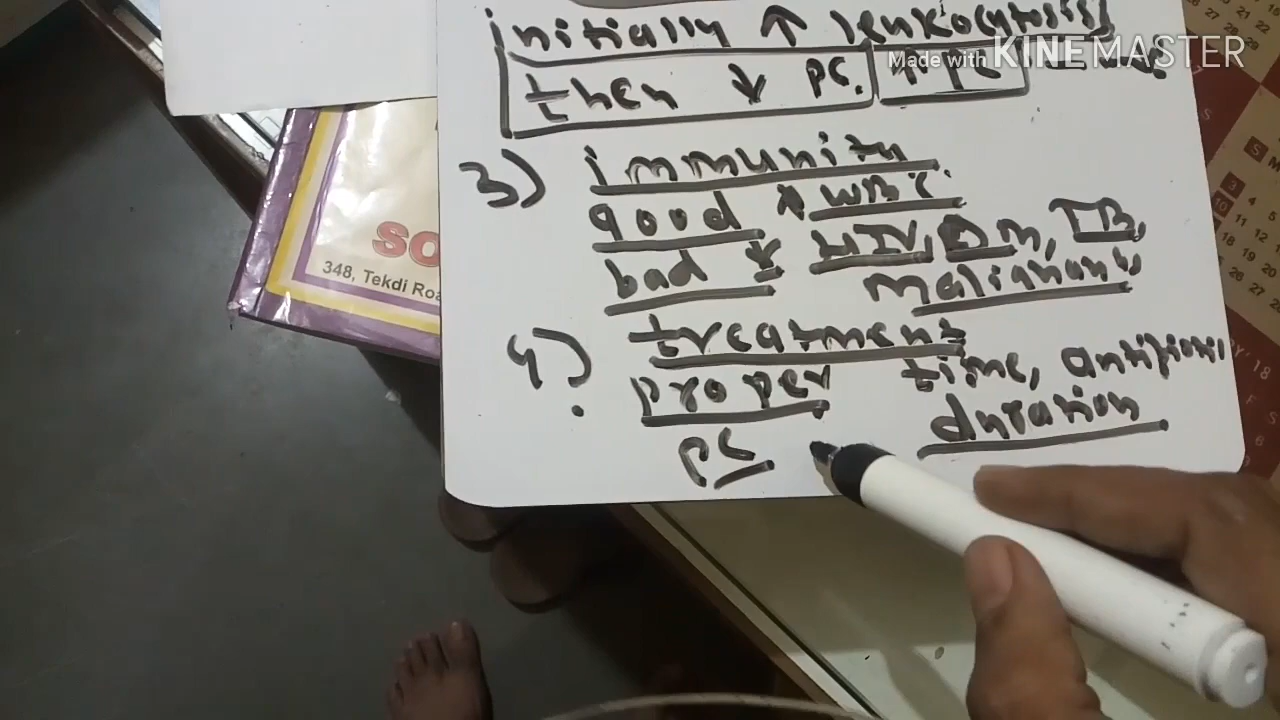 initially ↑ leukocytosis
Made with KINEMASTER
then ↓ PC. ↑ PC
3) immunity
good ↑ WBC
bad ↓ HIV, DM, TB,
malignancy
4) treatment
proper time, antibiotic
duration
PC
SO
348, Tekdi Roa